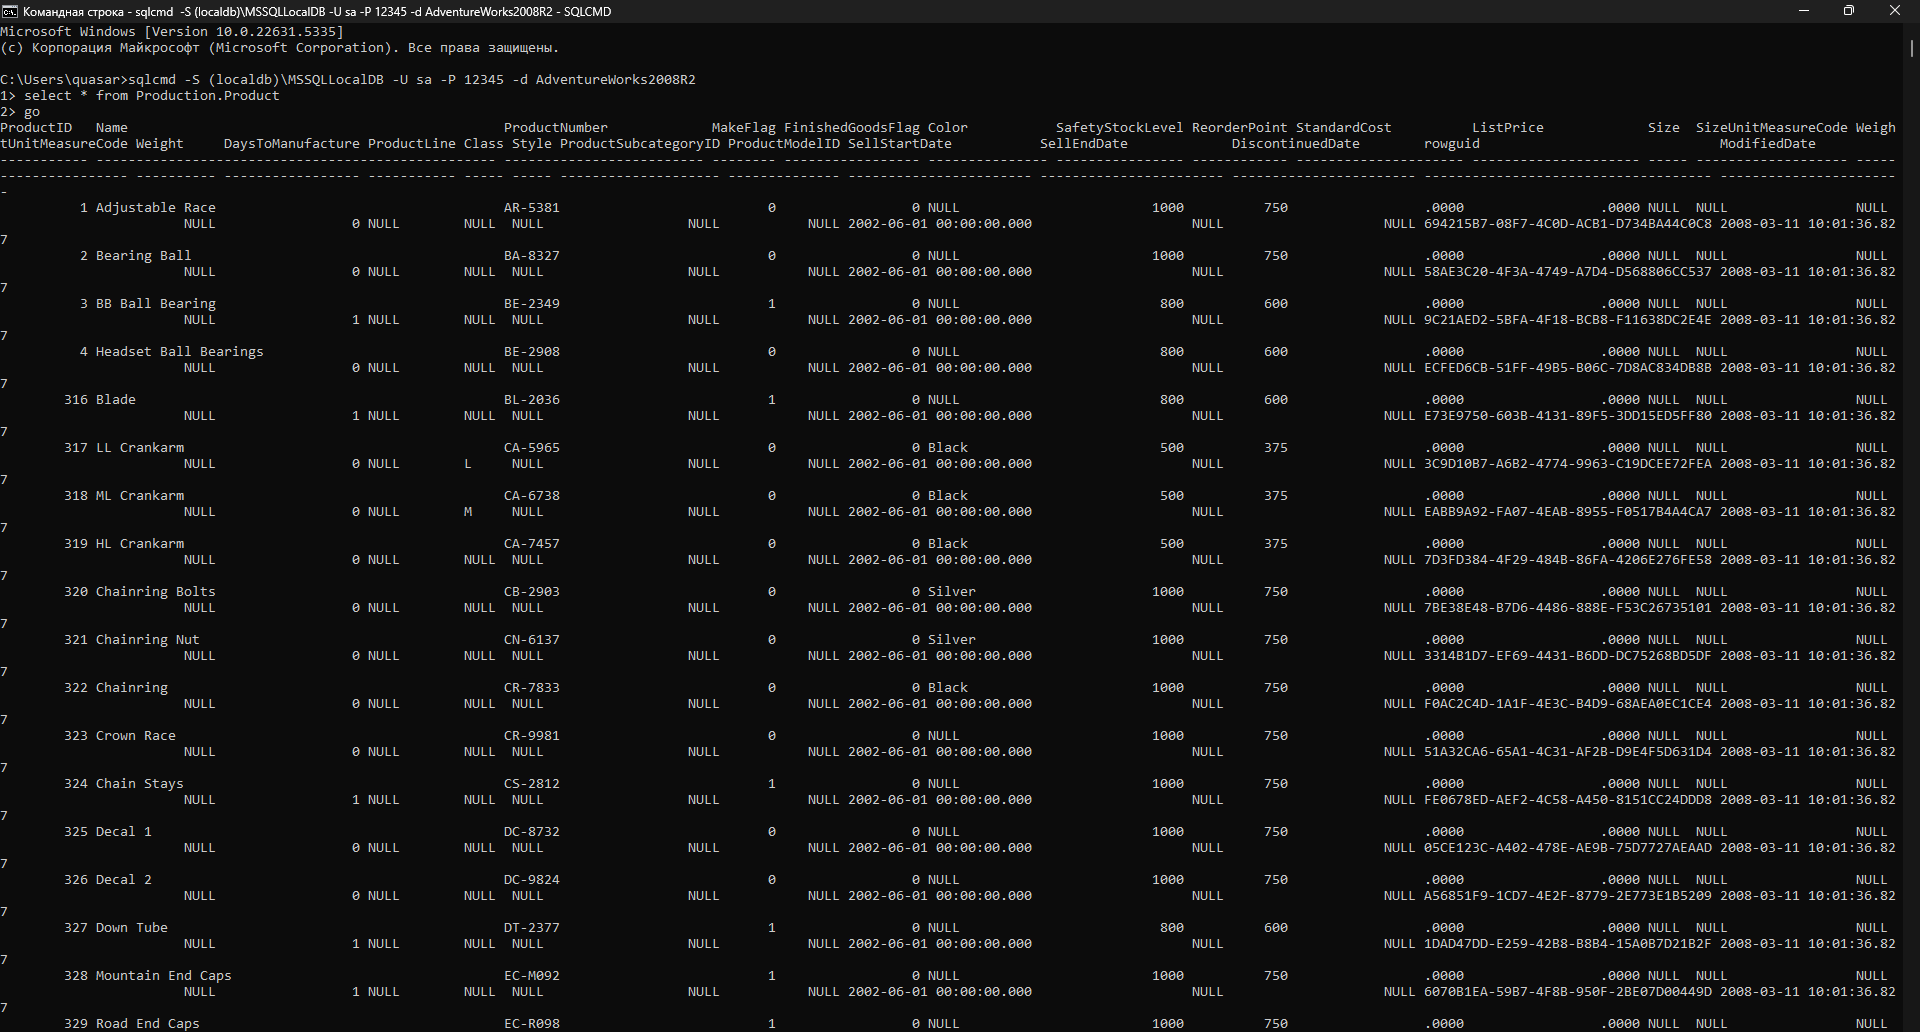 Командная строка - sqlcmd -S (localdb)\MSSQLLocalDB -U sa -P 12345 -d AdventureWorks2008R2 - SQLCMD
Microsoft Windows [Version 10.0.22631.5335]
(c) Корпорация Майкрософт (Microsoft Corporation). Все права защищены.
C:\Users\quasar>sqlcmd -S (localdb)\MSSQLLocalDB -U sa -P 12345 -d AdventureWorks2008R2
1> select * from Production.Product
2> go
ProductID Name ProductNumber MakeFlag FinishedGoodsFlag Color SafetyStockLevel ReorderPoint StandardCost ListPrice Size SizeUnitMeasureCode Weigh
tUnitMeasureCode Weight DaysToManufacture ProductLine Class Style ProductSubcategoryID ProductModelID SellStartDate SellEndDate DiscontinuedDate rowguid ModifiedDate
----------- -------------------------------------------------- ------------------------- -------- ----------------- --------------- ---------------- ------------ --------------------- --------------------- ----- ------------------- -----
---------------- ---------- ----------------- ----------- ----- ----- -------------------- -------------- ----------------------- ----------------------- ----------------------- ------------------------------------ ----------------------
-
1 Adjustable Race AR-5381 0 0 NULL 1000 750 .0000 .0000 NULL NULL NULL
NULL 0 NULL NULL NULL NULL NULL 2002-06-01 00:00:00.000 NULL NULL 694215B7-08F7-4C0D-ACB1-D734BA44C0C8 2008-03-11 10:01:36.82
7
2 Bearing Ball BA-8327 0 0 NULL 1000 750 .0000 .0000 NULL NULL NULL
NULL 0 NULL NULL NULL NULL NULL 2002-06-01 00:00:00.000 NULL NULL 58AE3C20-4F3A-4749-A7D4-D568806CC537 2008-03-11 10:01:36.82
7
3 BB Ball Bearing BE-2349 1 0 NULL 800 600 .0000 .0000 NULL NULL NULL
NULL 1 NULL NULL NULL NULL NULL 2002-06-01 00:00:00.000 NULL NULL 9C21AED2-5BFA-4F18-BCB8-F11638DC2E4E 2008-03-11 10:01:36.82
7
4 Headset Ball Bearings BE-2908 0 0 NULL 800 600 .0000 .0000 NULL NULL NULL
NULL 0 NULL NULL NULL NULL NULL 2002-06-01 00:00:00.000 NULL NULL ECFED6CB-51FF-49B5-B06C-7D8AC834DB8B 2008-03-11 10:01:36.82
7
316 Blade BL-2036 1 0 NULL 800 600 .0000 .0000 NULL NULL NULL
NULL 1 NULL NULL NULL NULL NULL 2002-06-01 00:00:00.000 NULL NULL E73E9750-603B-4131-89F5-3DD15ED5FF80 2008-03-11 10:01:36.82
7
317 LL Crankarm CA-5965 0 0 Black 500 375 .0000 .0000 NULL NULL NULL
NULL 0 NULL L NULL NULL NULL 2002-06-01 00:00:00.000 NULL NULL 3C9D10B7-A6B2-4774-9963-C19DCEE72FEA 2008-03-11 10:01:36.82
7
318 ML Crankarm CA-6738 0 0 Black 500 375 .0000 .0000 NULL NULL NULL
NULL 0 NULL M NULL NULL NULL 2002-06-01 00:00:00.000 NULL NULL EABB9A92-FA07-4EAB-8955-F0517B4A4CA7 2008-03-11 10:01:36.82
7
319 HL Crankarm CA-7457 0 0 Black 500 375 .0000 .0000 NULL NULL NULL
NULL 0 NULL NULL NULL NULL NULL 2002-06-01 00:00:00.000 NULL NULL 7D3FD384-4F29-484B-86FA-4206E276FE58 2008-03-11 10:01:36.82
7
320 Chainring Bolts CB-2903 0 0 Silver 1000 750 .0000 .0000 NULL NULL NULL
NULL 0 NULL NULL NULL NULL NULL 2002-06-01 00:00:00.000 NULL NULL 7BE38E48-B7D6-4486-888E-F53C26735101 2008-03-11 10:01:36.82
7
321 Chainring Nut CN-6137 0 0 Silver 1000 750 .0000 .0000 NULL NULL NULL
NULL 0 NULL NULL NULL NULL NULL 2002-06-01 00:00:00.000 NULL NULL 3314B1D7-EF69-4431-B6DD-DC75268BD5DF 2008-03-11 10:01:36.82
7
322 Chainring CR-7833 0 0 Black 1000 750 .0000 .0000 NULL NULL NULL
NULL 0 NULL NULL NULL NULL NULL 2002-06-01 00:00:00.000 NULL NULL F0AC2C4D-1A1F-4E3C-B4D9-68AEA0EC1CE4 2008-03-11 10:01:36.82
7
323 Crown Race CR-9981 0 0 NULL 1000 750 .0000 .0000 NULL NULL NULL
NULL 0 NULL NULL NULL NULL NULL 2002-06-01 00:00:00.000 NULL NULL 51A32CA6-65A1-4C31-AF2B-D9E4F5D631D4 2008-03-11 10:01:36.82
7
324 Chain Stays CS-2812 1 0 NULL 1000 750 .0000 .0000 NULL NULL NULL
NULL 1 NULL NULL NULL NULL NULL 2002-06-01 00:00:00.000 NULL NULL FE0678ED-AEF2-4C58-A450-8151CC24DDD8 2008-03-11 10:01:36.82
7
325 Decal 1 DC-8732 0 0 NULL 1000 750 .0000 .0000 NULL NULL NULL
NULL 0 NULL NULL NULL NULL NULL 2002-06-01 00:00:00.000 NULL NULL 05CE123C-A402-478E-AE9B-75D7727AEAAD 2008-03-11 10:01:36.82
7
326 Decal 2 DC-9824 0 0 NULL 1000 750 .0000 .0000 NULL NULL NULL
NULL 0 NULL NULL NULL NULL NULL 2002-06-01 00:00:00.000 NULL NULL A56851F9-1CD7-4E2F-8779-2E773E1B5209 2008-03-11 10:01:36.82
7
327 Down Tube DT-2377 1 0 NULL 800 600 .0000 .0000 NULL NULL NULL
NULL 1 NULL NULL NULL NULL NULL 2002-06-01 00:00:00.000 NULL NULL 1DAD47DD-E259-42B8-B8B4-15A0B7D21B2F 2008-03-11 10:01:36.82
7
328 Mountain End Caps EC-M092 1 0 NULL 1000 750 .0000 .0000 NULL NULL NULL
NULL 1 NULL NULL NULL NULL NULL 2002-06-01 00:00:00.000 NULL NULL 6070B1EA-59B7-4F8B-950F-2BE07D00449D 2008-03-11 10:01:36.82
7
329 Road End Caps EC-R098 1 0 NULL 1000 750 .0000 .0000 NULL NULL NULL